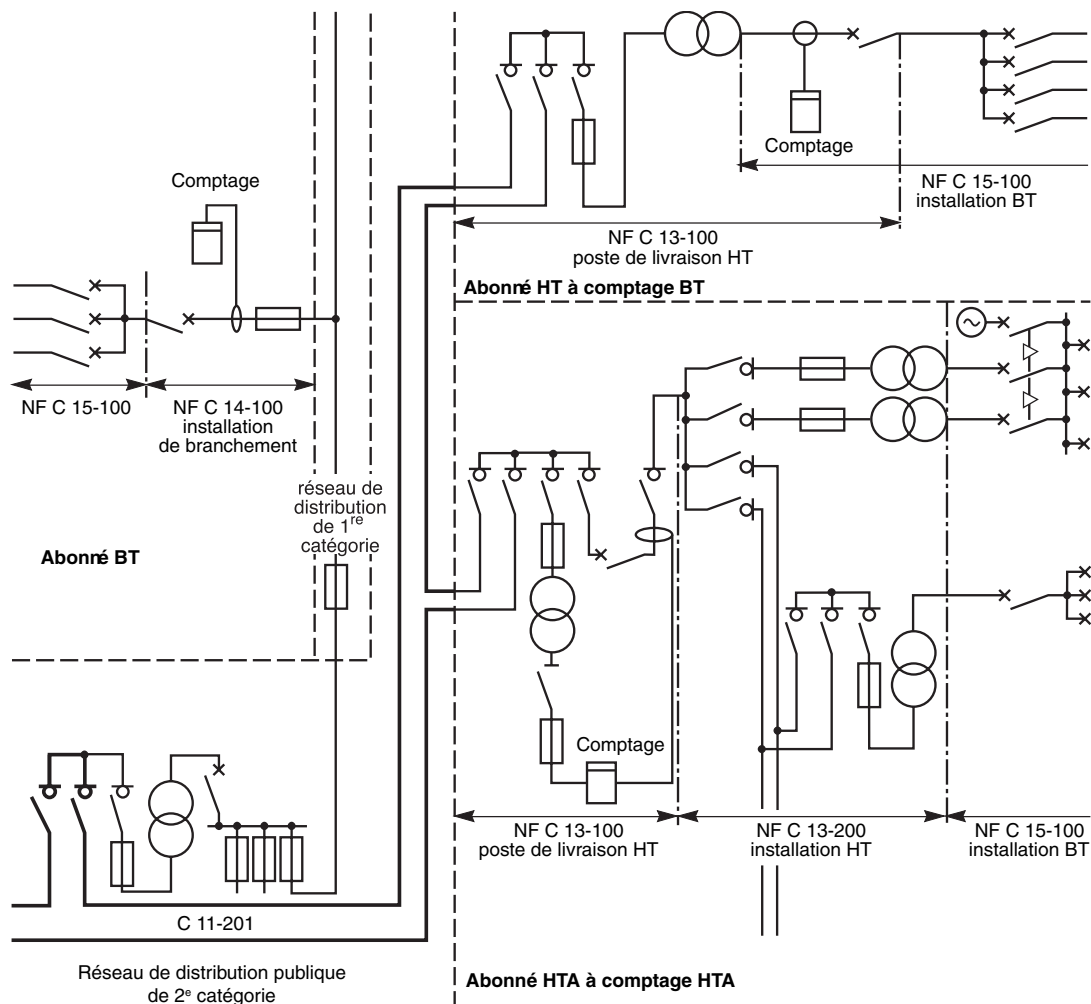 Comptage
NF C 15-100
installation BT
NF C 13-100
poste de livraison HT
Abonné HT à comptage BT
Comptage
NF C 15-100
NF C 14-100
installation
de branchement
réseau de
distribution
de 1re
catégorie
Abonné BT
Comptage
NF C 13-100
poste de livraison HT
NF C 13-200
installation HT
NF C 15-100
installation BT
C 11-201
Réseau de distribution publique
de 2e catégorie
Abonné HTA à comptage HTA